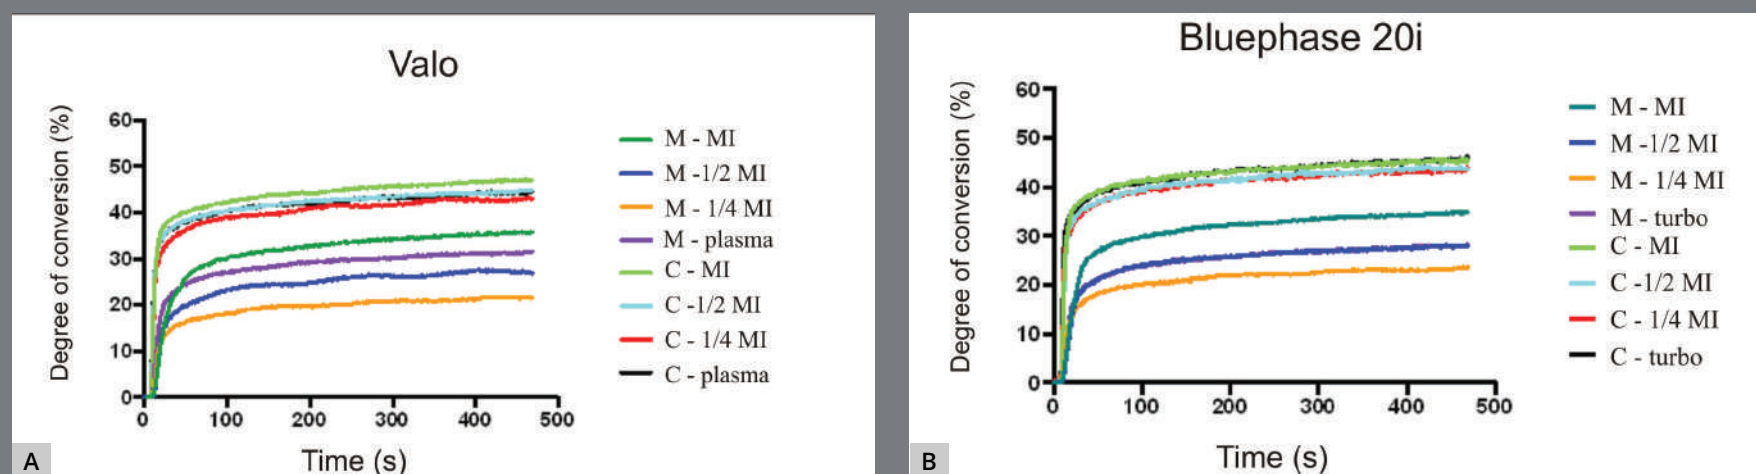 Valo
Degree of conversion (%)
60
50
40
30
20
10
0
0 100 200 300 400 500
Time (s)
M - MI
M -1/2 MI
M - 1/4 MI
M - plasma
C - MI
C -1/2 MI
C - 1/4 MI
C - plasma
A
Bluephase 20i
Degree of conversion (%)
60
50
40
30
20
10
0
0 100 200 300 400 500
Time (s)
M - MI
M -1/2 MI
M - 1/4 MI
M - turbo
C - MI
C -1/2 MI
C - 1/4 MI
C - turbo
B